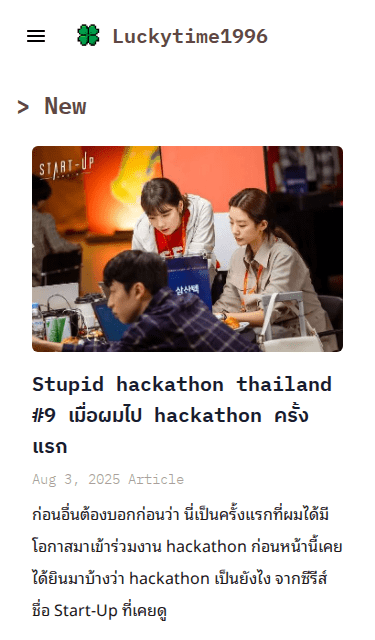 Luckytime1996
> New
START-UP
삼산텍
Stupid hackathon thailand
#9 เมื่อผมไป hackathon ครั้ง
แรก
Aug 3, 2025 Article
ก่อนอื่นต้องบอกก่อนว่า นี่เป็นครั้งแรกที่ผมได้มี
โอกาสมาเข้าร่วมงาน hackathon ก่อนหน้านี้เคย
ได้ยินมาบ้างว่า hackathon เป็นยังไง จากซีรีส์
ชื่อ Start-Up ที่เคยดู